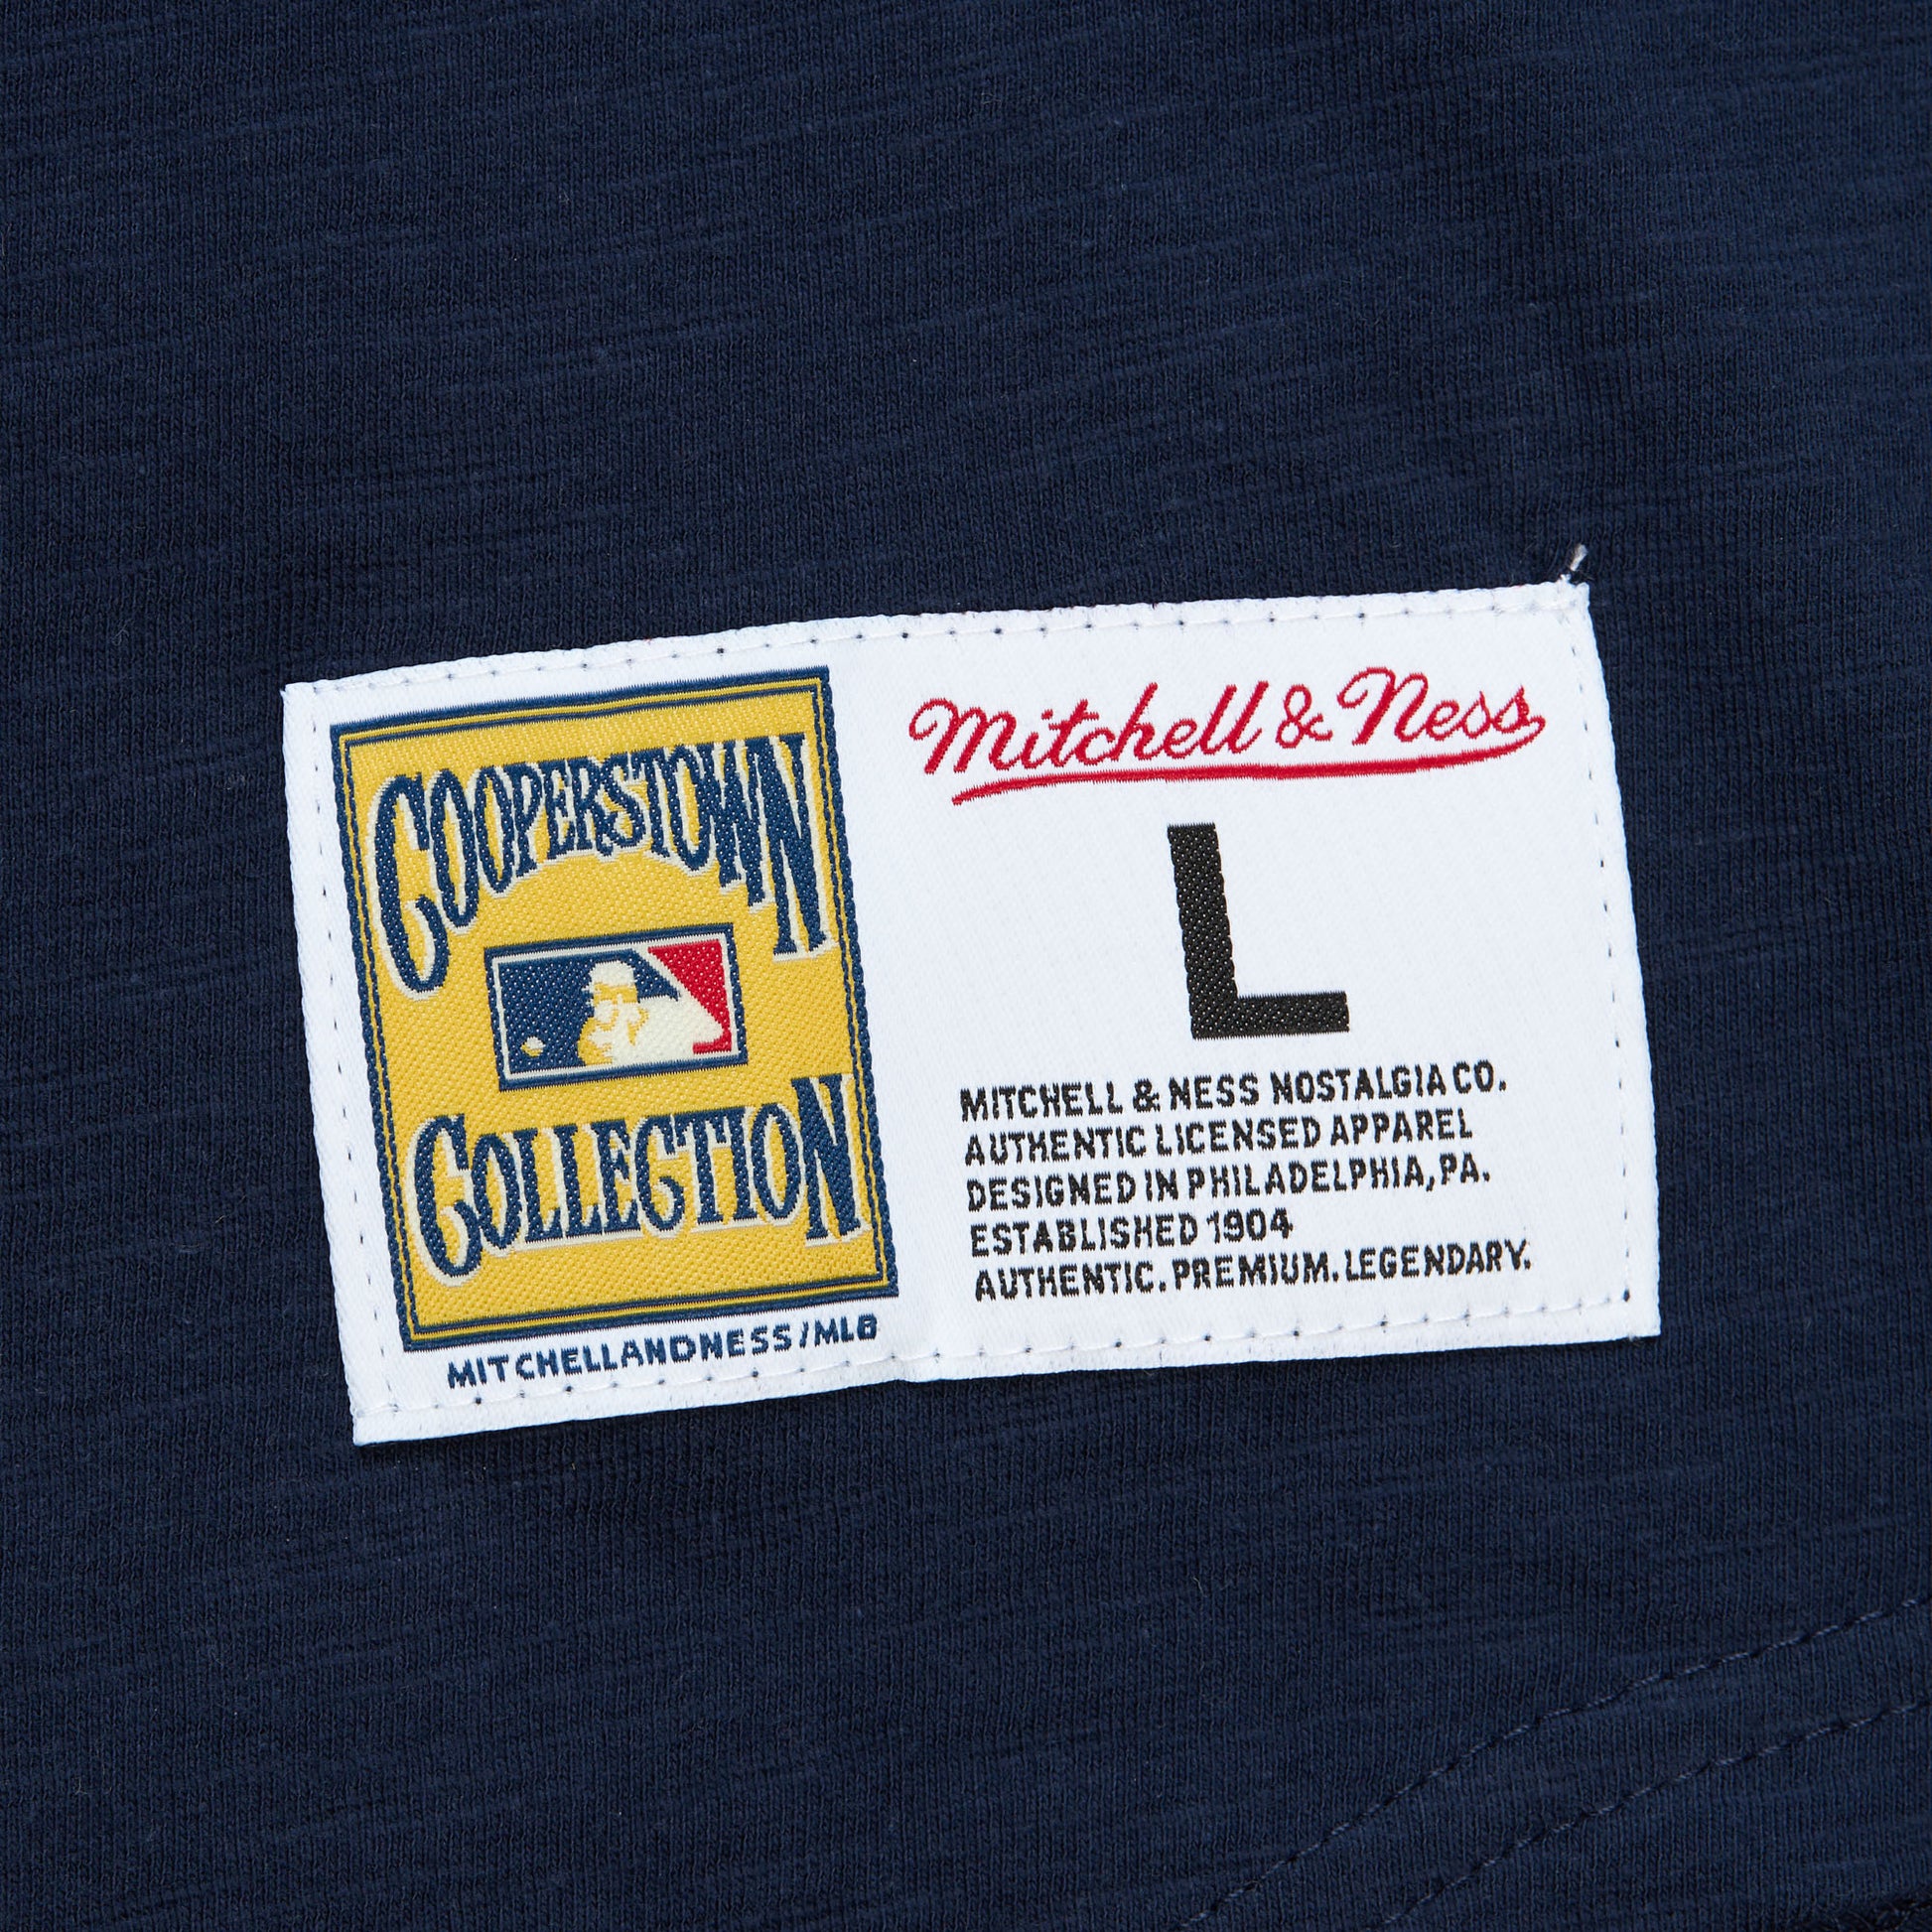 COOPERSTOWN
COLLECTION
MITCHELLANDNESS/MLB
Mitchell & Ness
L
MITCHELL & NESS NOSTALGIA CO.
AUTHENTIC LICENSED APPAREL
DESIGNED IN PHILADELPHIA, PA.
ESTABLISHED 1904
AUTHENTIC. PREMIUM. LEGENDARY.